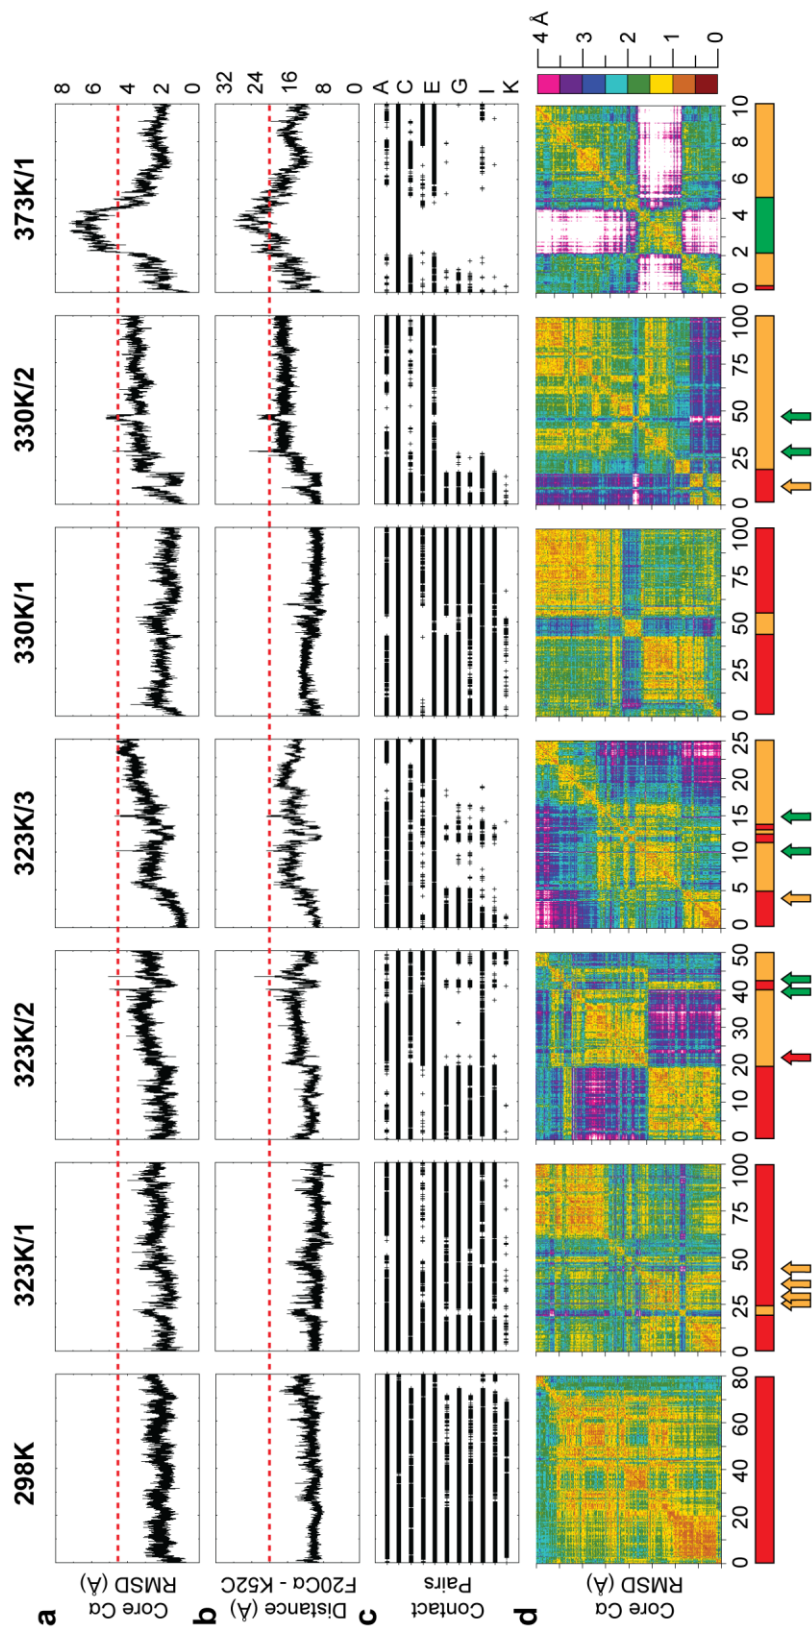 298K 323K/1 323K/2 323K/3 330K/1 330K/2 373K/1
a
Core Cα
RMSD (Å)
8
6
4
2
0
b
F20Cα - K52C
Distance (Å)
32
24
16
8
0
c
Contact
Pairs
A
C
E
G
I
K
d
Core Cα
RMSD (Å)
4 Å
3
2
1
0
0 20 40 60 80
0 25 50 75 100
0 10 20 30 40 50
0 5 10 15 20 25
0 25 50 75 100
0 25 50 75 100
0 2 4 6 8 10